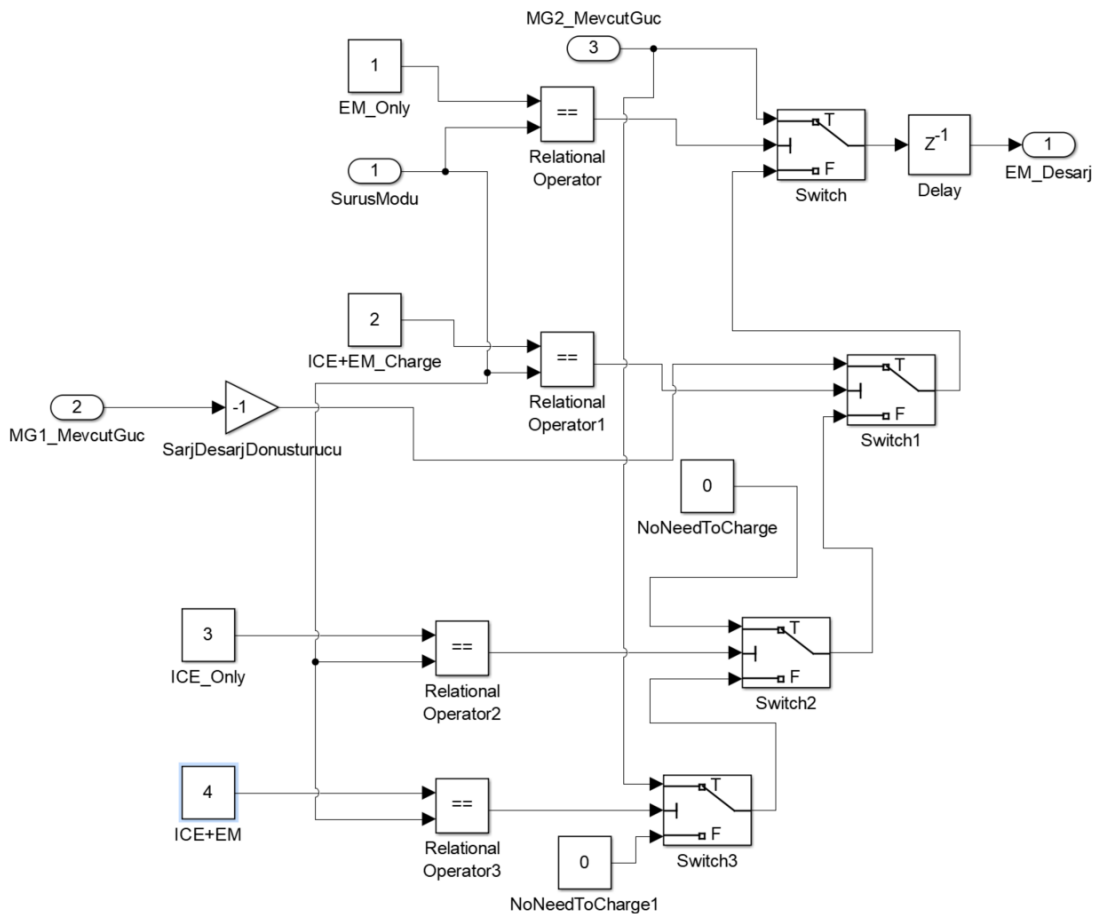 MG2_MevcutGuc
3
1
EM_Only
==
Relational
Operator
1
SurusModu
T
F
Switch
Z-1
Delay
1
EM_Desarj
2
ICE+EM_Charge
==
Relational
Operator1
T
F
Switch1
2
MG1_MevcutGuc
-1
SarjDesarjDonusturucu
0
NoNeedToCharge
3
ICE_Only
==
Relational
Operator2
T
F
Switch2
4
ICE+EM
==
Relational
Operator3
T
F
Switch3
0
NoNeedToCharge1